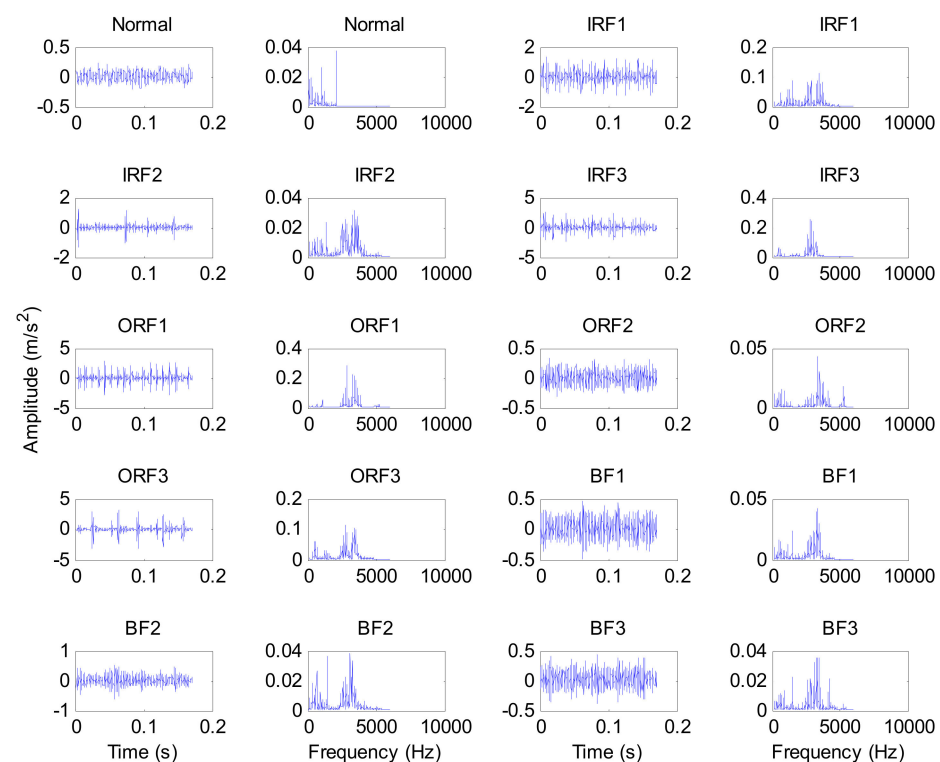 Normal Normal IRF1 IRF1
0.5 0.04 2 0.2
0 0.02 0 0.1
-0.5 0 -2 0
0 0.1 0.2 0 5000 10000 0 0.1 0.2 0 5000 10000
IRF2 IRF2 IRF3 IRF3
2 0.04 5 0.4
0 0.02 0 0.2
-2 0 -5 0
0 0.1 0.2 0 5000 10000 0 0.1 0.2 0 5000 10000
Amplitude (m/s2)
ORF1 ORF1 ORF2 ORF2
5 0.4 0.5 0.05
0 0.2 0
-5 0 -0.5 0
0 0.1 0.2 0 5000 10000 0 0.1 0.2 0 5000 10000
ORF3 ORF3 BF1 BF1
5 0.2 0.5 0.05
0 0.1 0
-5 0 -0.5 0
0 0.1 0.2 0 5000 10000 0 0.1 0.2 0 5000 10000
BF2 BF2 BF3 BF3
1 0.04 0.5 0.04
0 0.02 0 0.02
-1 0 -0.5 0
0 0.1 0.2 0 5000 10000 0 0.1 0.2 0 5000 10000
Time (s) Frequency (Hz) Time (s) Frequency (Hz)